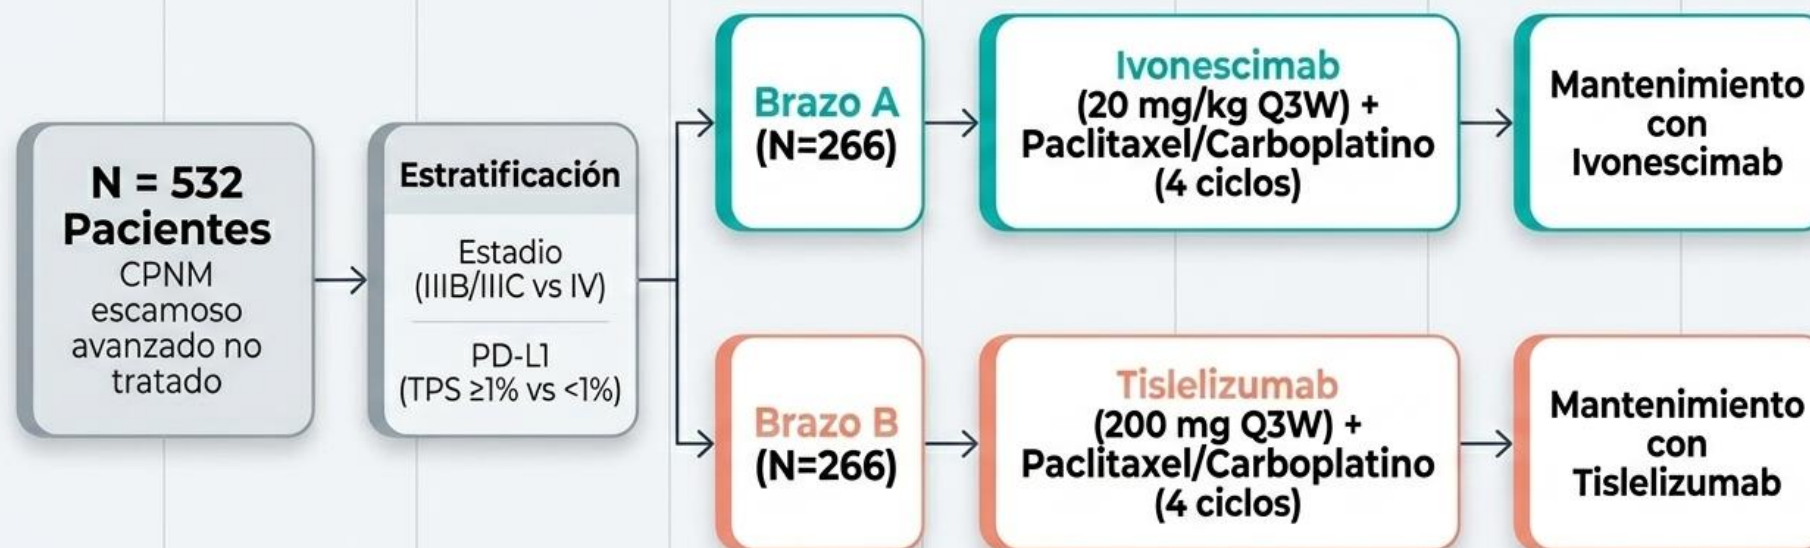 N = 532
Pacientes
CPNM
escamoso
avanzado no
tratado
Estratificación
Estadio
(IIIB/IIIC vs IV)
PD-L1
(TPS ≥1% vs <1%)
Brazo A
(N=266)
Ivonescimab
(20 mg/kg Q3W) +
Paclitaxel/Carboplatino
(4 ciclos)
Mantenimiento
con
Ivonescimab
Brazo B
(N=266)
Tislelizumab
(200 mg Q3W) +
Paclitaxel/Carboplatino
(4 ciclos)
Mantenimiento
con
Tislelizumab